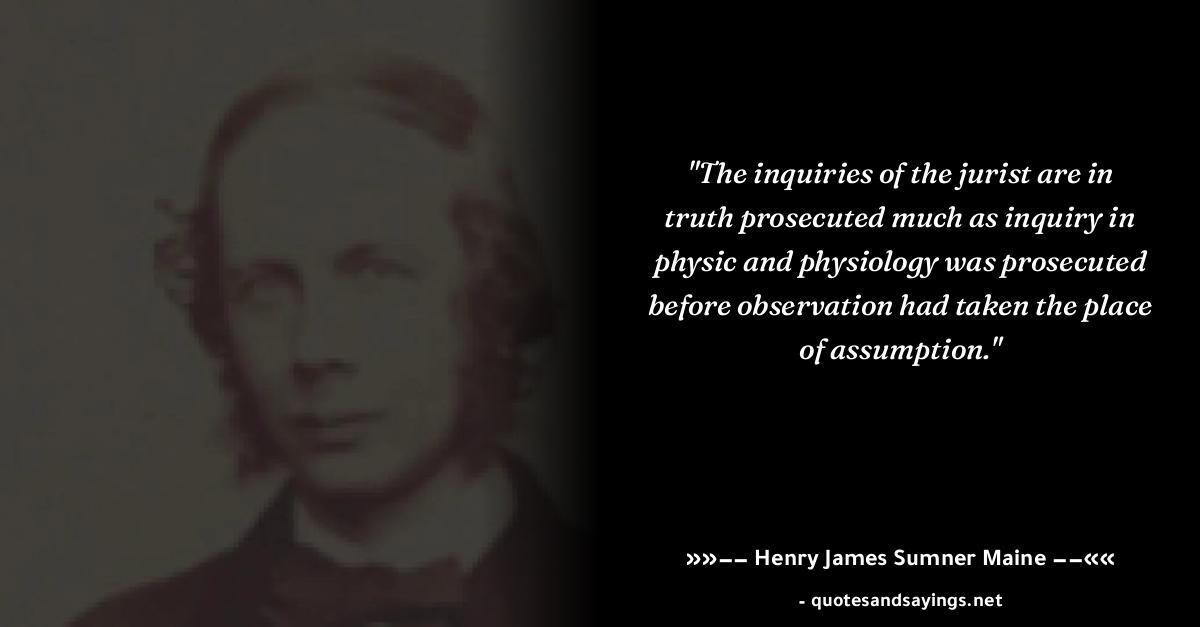 "The inquiries of the jurist are in
truth prosecuted much as inquiry in
physic and physiology was prosecuted
before observation had taken the place
of assumption."
»»−− Henry James Sumner Maine −−««
- quotesandsayings.net